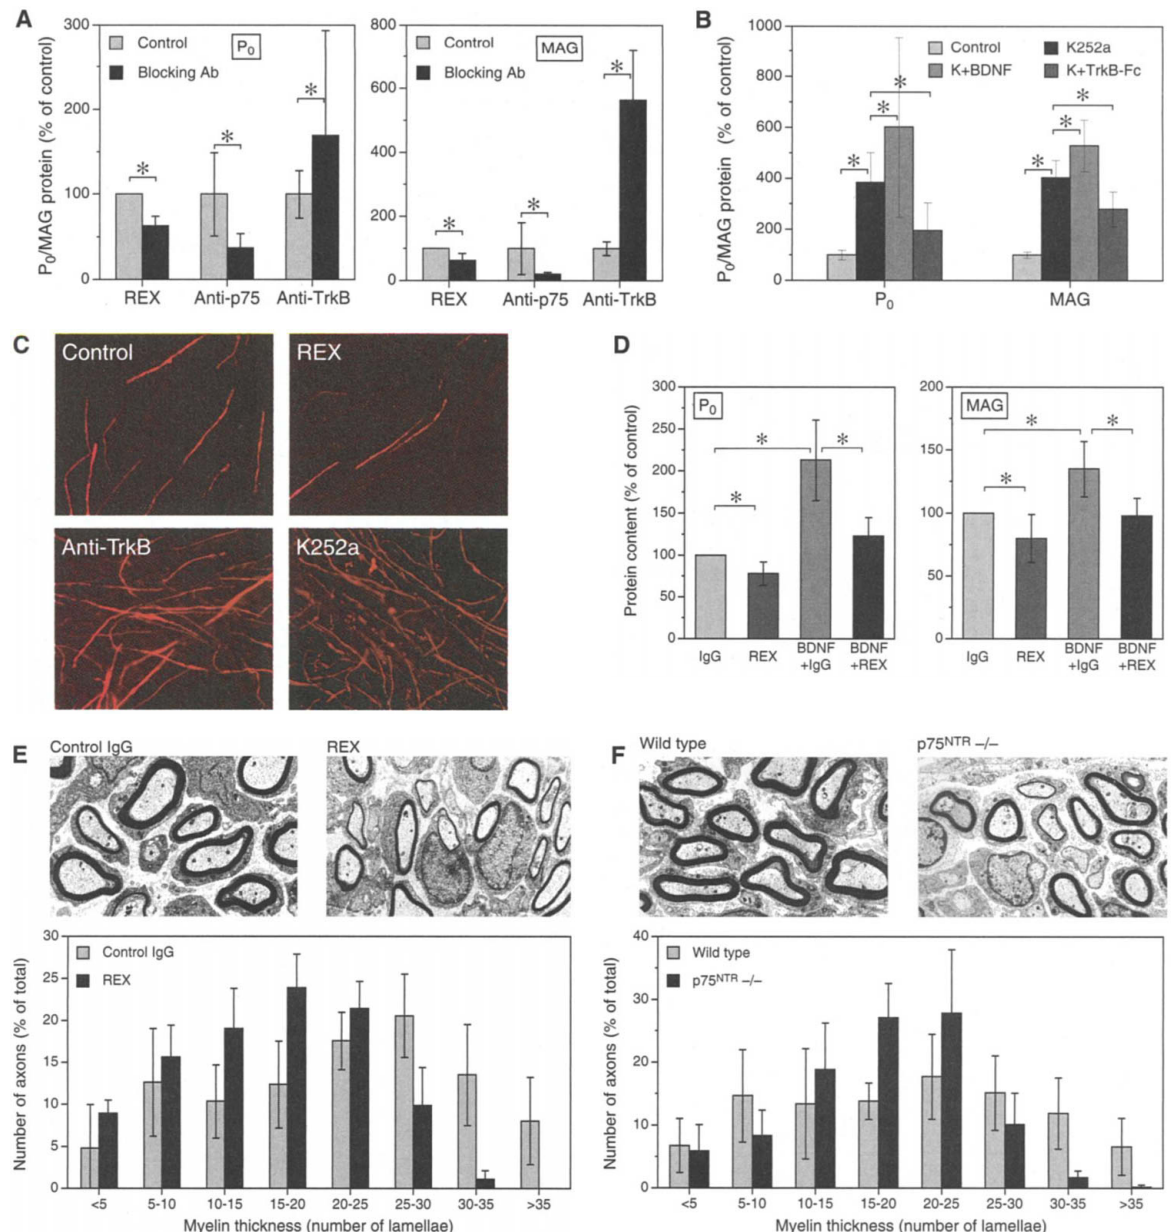 A
P0/MAG protein (% of control)
300
200
100
0
Control
Blocking Ab
P0
*
*
*
REX
Anti-p75
Anti-TrkB
800
600
400
200
0
Control
Blocking Ab
MAG
*
*
*
REX
Anti-p75
Anti-TrkB
B
P0/MAG protein (% of control)
1000
800
600
400
200
0
Control
K252a
K+BDNF
K+TrkB-Fc
*
*
*
*
*
*
P0
MAG
C
Control
REX
Anti-TrkB
K252a
D
Protein content (% of control)
300
250
200
150
100
50
0
P0
*
*
*
IgG
REX
BDNF
+IgG
BDNF
+REX
200
150
100
50
0
MAG
*
*
*
IgG
REX
BDNF
+IgG
BDNF
+REX
E
Control IgG
REX
Number of axons (% of total)
30
25
20
15
10
5
0
Control IgG
REX
<5
5-10
10-15
15-20
20-25
25-30
30-35
>35
Myelin thickness (number of lamellae)
F
Wild type
p75NTR –/–
Number of axons (% of total)
40
30
20
10
0
Wild type
p75NTR –/–
<5
5-10
10-15
15-20
20-25
25-30
30-35
>35
Myelin thickness (number of lamellae)